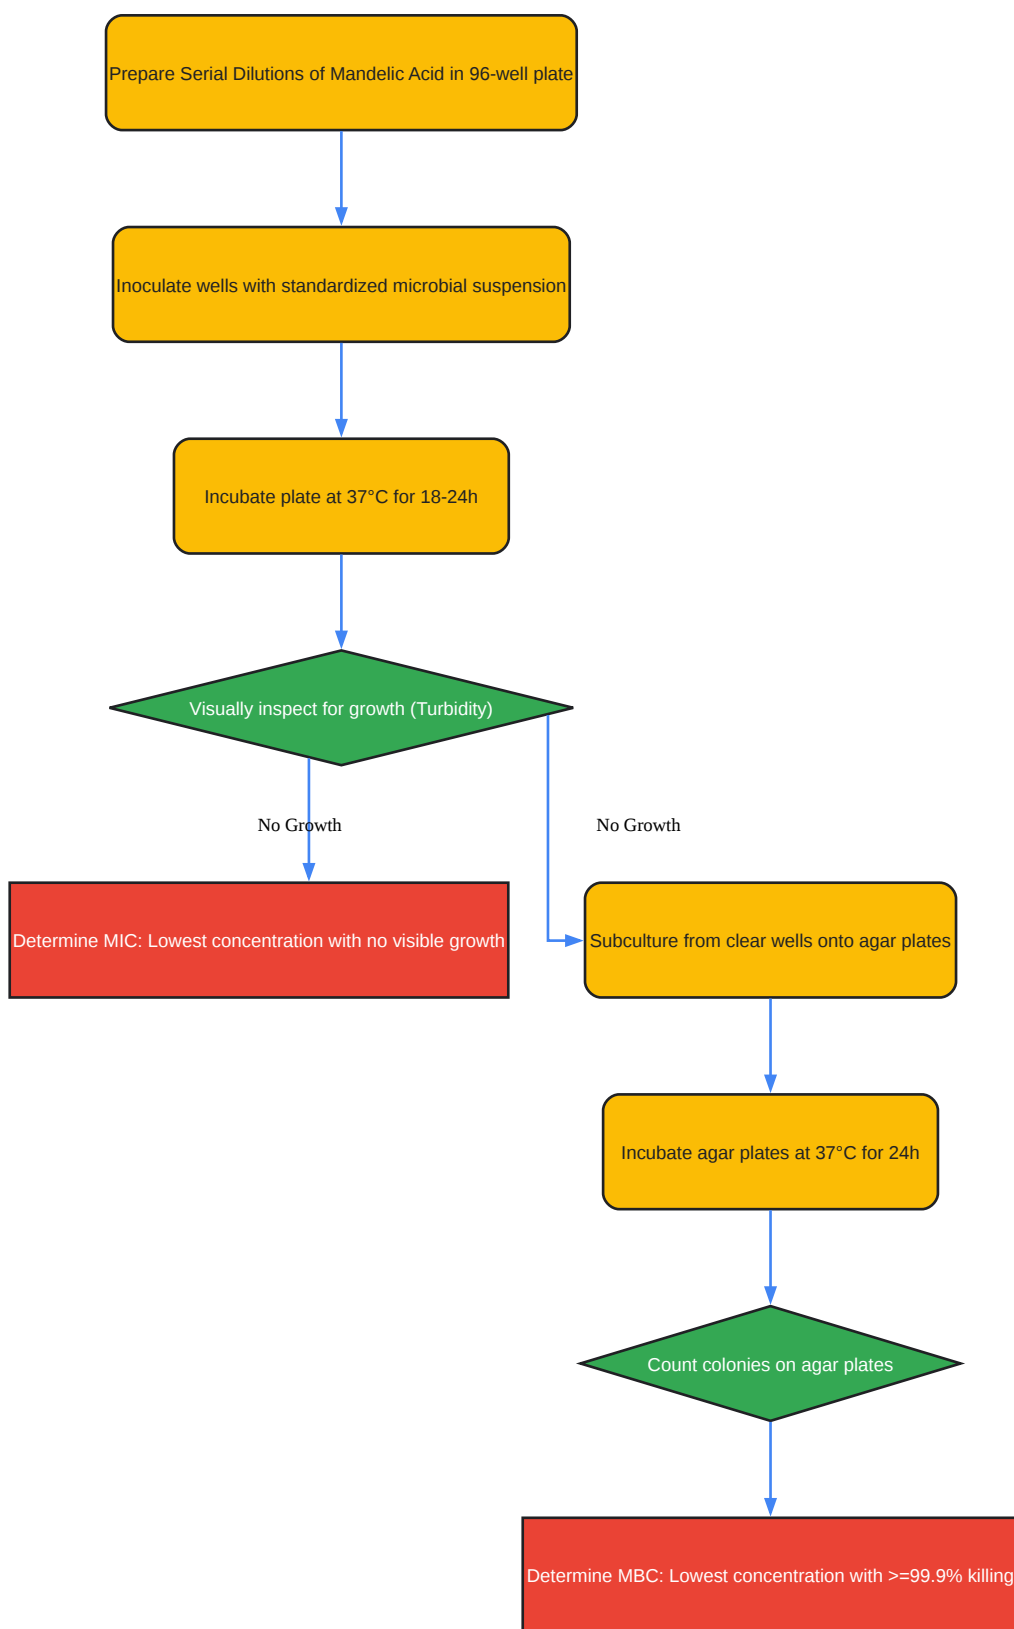 Prepare Serial Dilutions of Mandelic Acid in 96-well plate
Inoculate wells with standardized microbial suspension
Incubate plate at 37°C for 18-24h
Visually inspect for growth (Turbidity)
No Growth
No Growth
Determine MIC: Lowest concentration with no visible growth
Subculture from clear wells onto agar plates
Incubate agar plates at 37°C for 24h
Count colonies on agar plates
Determine MBC: Lowest concentration with >=99.9% killing